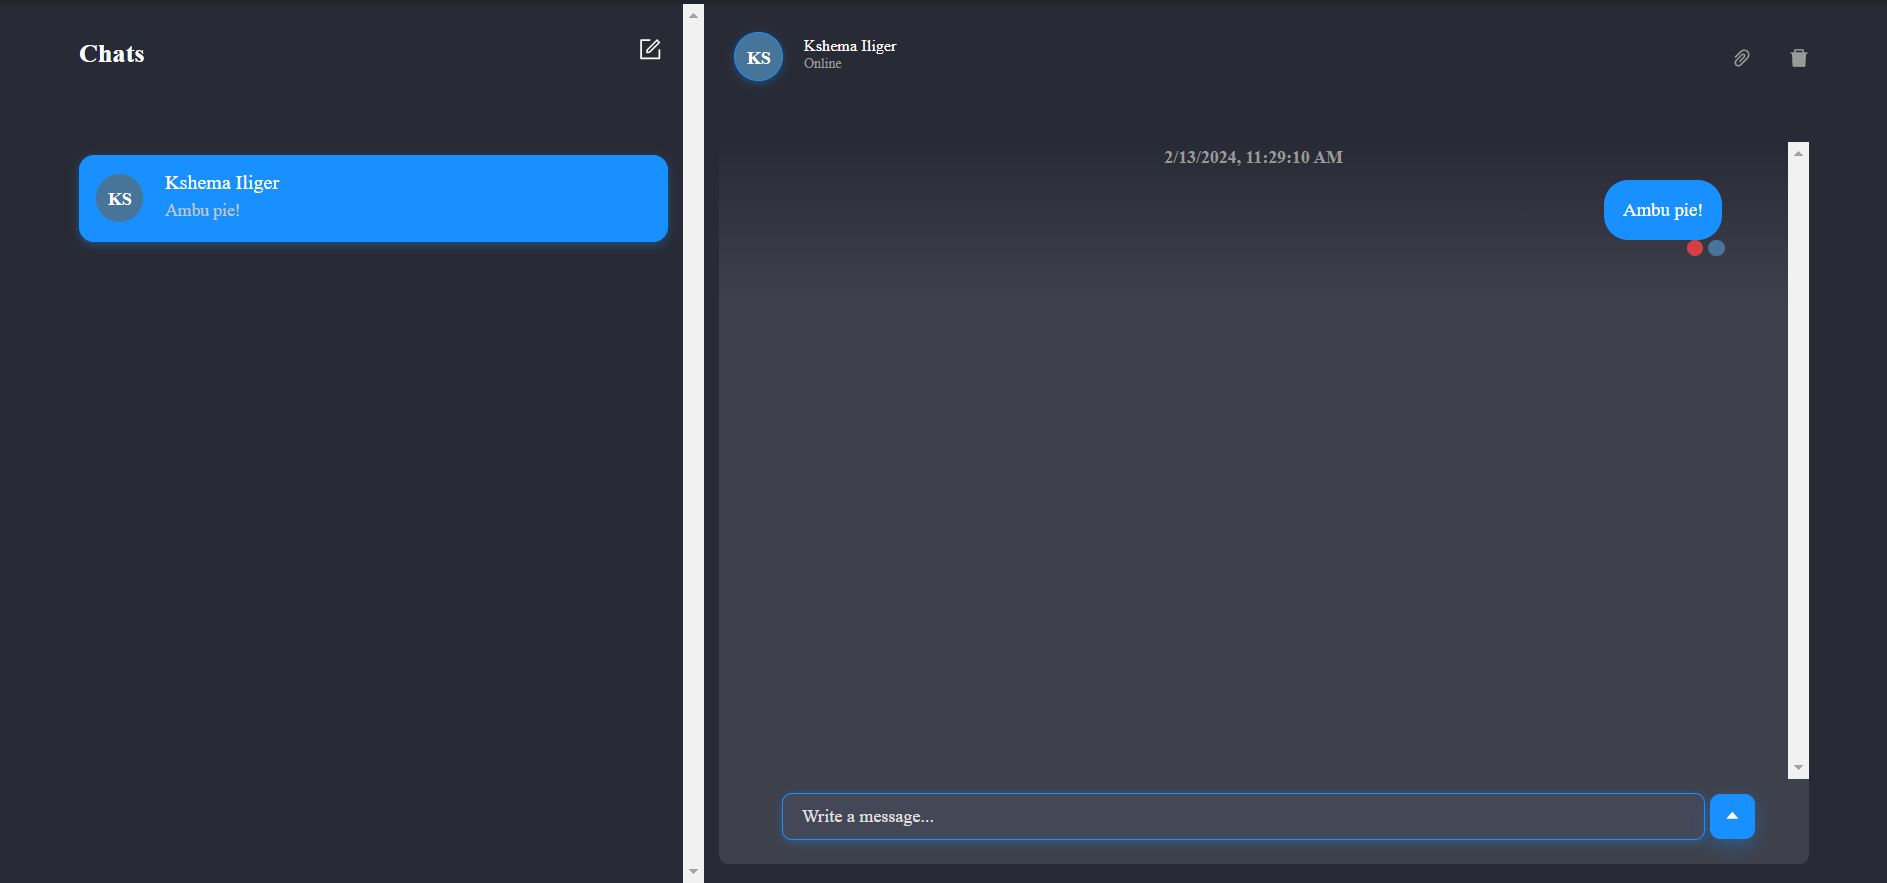 Chats
KS
Kshema Iliger
Ambu pie!
KS
Kshema Iliger
Online
2/13/2024, 11:29:10 AM
Ambu pie!
Write a message...